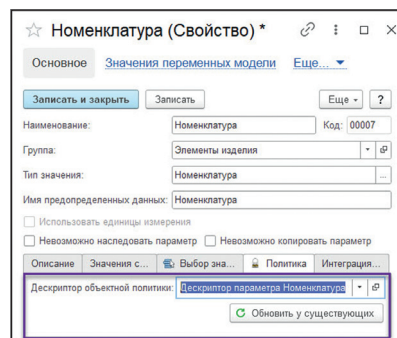 Номенклатура (Свойство) *
Основное Значения переменных модели Еще...
Записать и закрыть Записать Еще ?
Наименование: Номенклатура Код: 00007
Группа: Элементы изделия
Тип значения: Номенклатура ...
Имя предопределенных данных: Номенклатура
Использовать единицы измерения
Невозможно наследовать параметр Невозможно копировать параметр
Описание Значения с... Выбор зна... Политика Интеграция...
Дескриптор объектной политики: Дескриптор параметра Номенклатура
Обновить у существующих